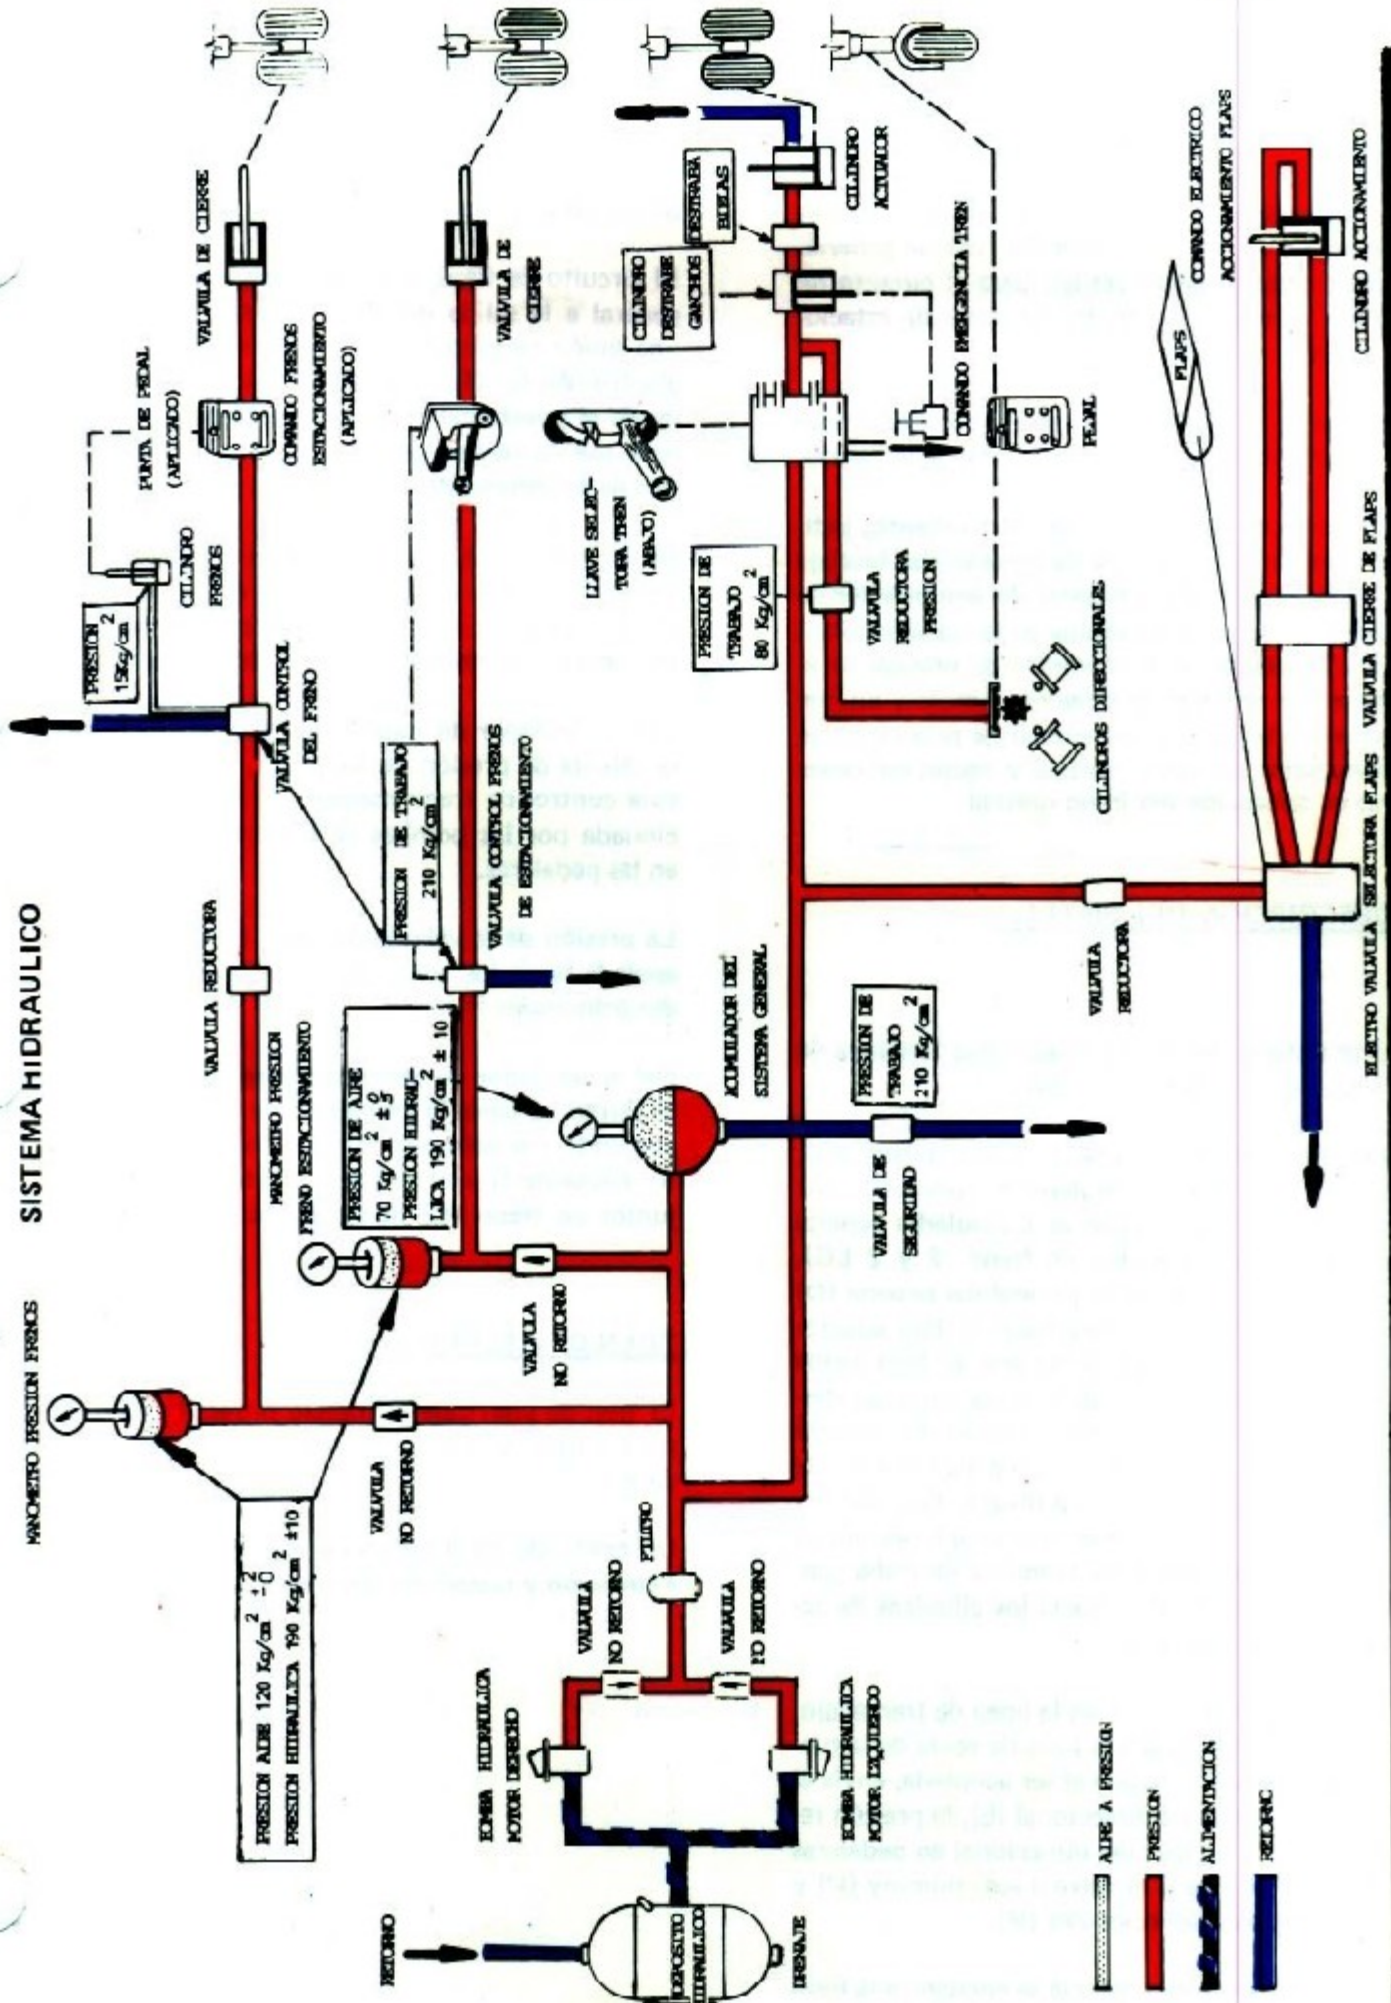 SISTEMA HIDRAULICO
MANOMETRO PRESION FRENOS
PRESION AIRE 120 Kg/cm² ± 2 0
PRESION HIDRAULICA 190 Kg/cm² ±10
VALVULA
NO RETORNO
VALVULA
NO RETORNO
MANOMETRO PRESION
FRENO ESTACIONAMIENTO
PRESION DE AIRE
70 Kg/cm² ± 0 5
PRESION HIDRAU-
LICA 190 Kg/cm² ± 10
VALVULA REDUCTORA
VALVULA CONTROL
DEL FRENO
PRESION
15Kg/cm²
CILINDRO
FRENOS
PUNTA DE PEDAL
(APLICADO)
COMANDO FRENOS
ESTACIONAMIENTO
(APLICADO)
VALVULA DE CIERRE
PRESION DE TRABAJO
210 Kg/cm²
VALVULA CONTROL FRENOS
DE ESTACIONAMIENTO
VALVULA DE
CIERRE
LLAVE SELEC-
TORA TREN
(ABAJO)
CILINDRO
DESTRABE
GANCHOS
DESTRABA
BIELAS
CILINDRO
ACTUADOR
COMANDO EMERGENCIA TREN
PEDAL
PRESION DE
TRABAJO
80 Kg/cm²
VALVULA
REDUCTORA
PRESION
CILINDROS DIRECCIONALES
ACUMULADOR DEL
SISTEMA GENERAL
PRESION DE
TRABAJO
210 Kg/cm²
VALVULA DE
SEGURIDAD
VALVULA
REDUCTORA
COMANDO ELECTRICO
ACCIONAMIENTO FLAPS
FLAPS
CILINDRO ACCIONAMIENTO
VALVULA CIERRE DE FLAPS
ELECTRO VALVULA SELECTORA FLAPS
FILTRO
VALVULA
NO RETORNO
VALVULA
NO RETORNO
BOMBA HIDRAULICA
MOTOR DERECHO
BOMBA HIDRAULICA
MOTOR IZQUIERDO
RETORNO
DEPOSITO
HIDRAULICO
DRENAJE
AIRE A PRESION
PRESION
ALIMENTACION
RETORNO